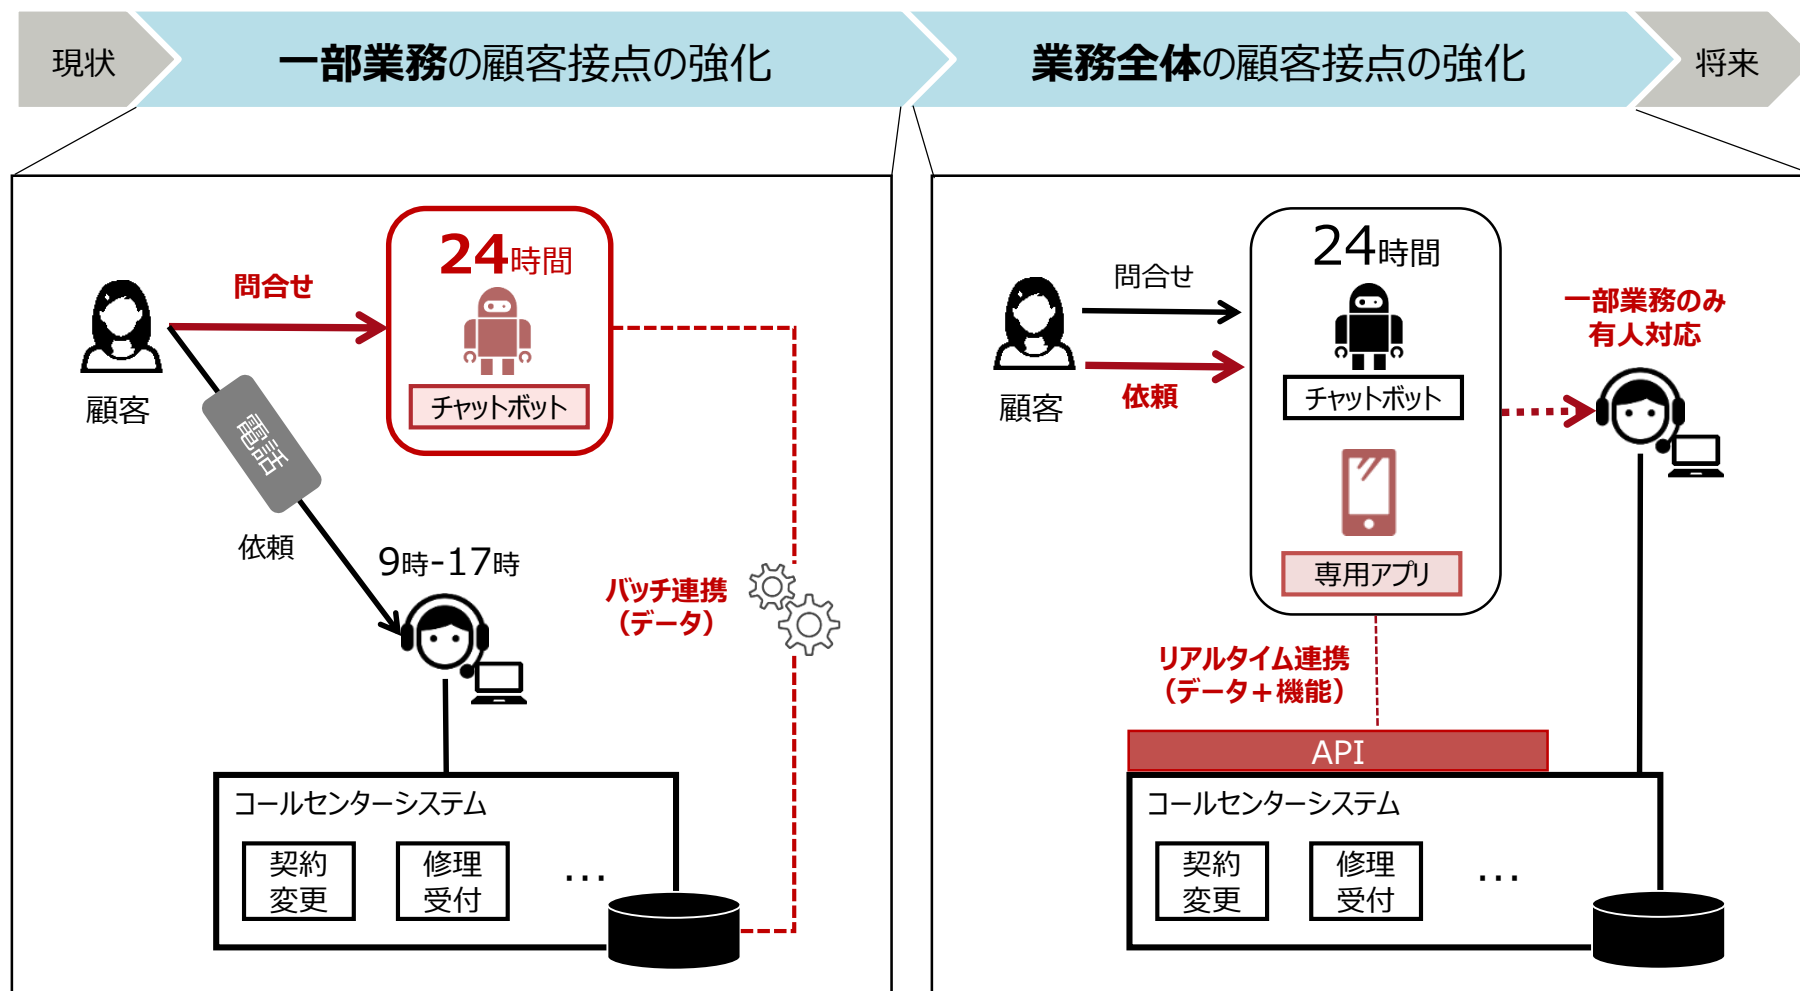 現状
一部業務の顧客接点の強化
業務全体の顧客接点の強化
将来
24時間
問合せ
チャットボット
顧客
電話
依頼
9時-17時
バッチ連携
（データ）
コールセンターシステム
契約
変更
修理
受付
…
24時間
問合せ
依頼
顧客
チャットボット
専用アプリ
一部業務のみ
有人対応
リアルタイム連携
（データ+機能）
API
コールセンターシステム
契約
変更
修理
受付
…